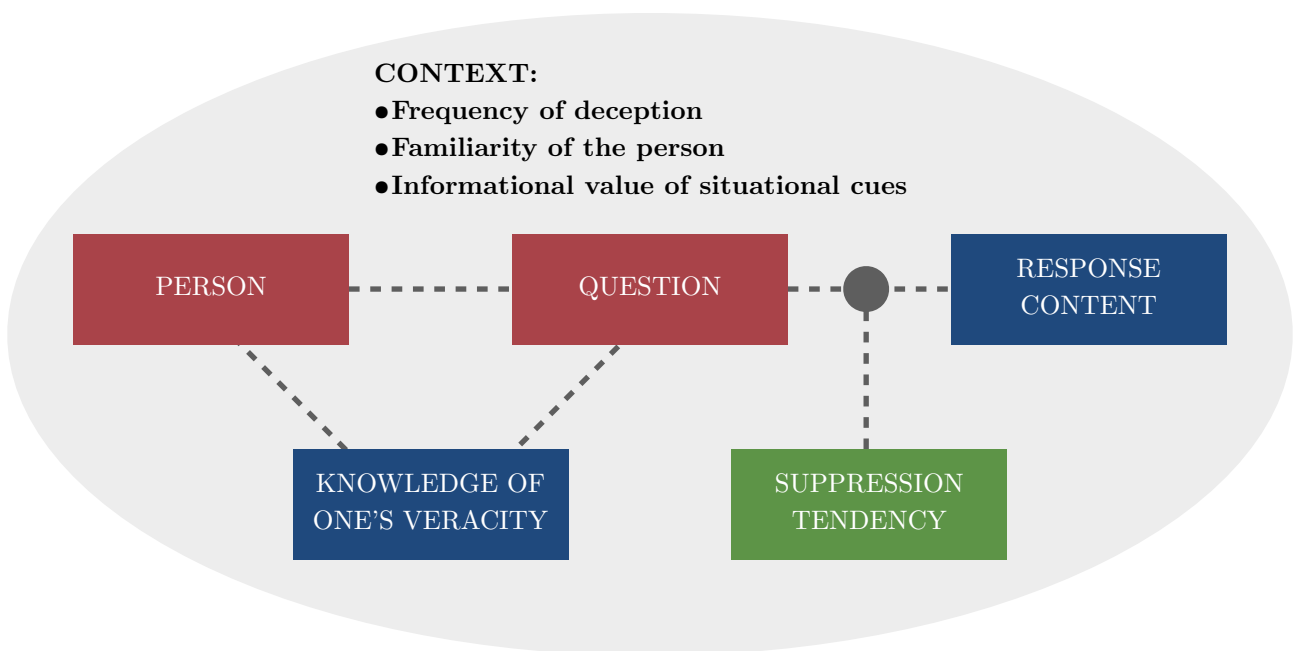 CONTEXT:
●Frequency of deception
●Familiarity of the person
●Informational value of situational cues
PERSON
QUESTION
RESPONSE
CONTENT
KNOWLEDGE OF
ONE'S VERACITY
SUPPRESSION
TENDENCY